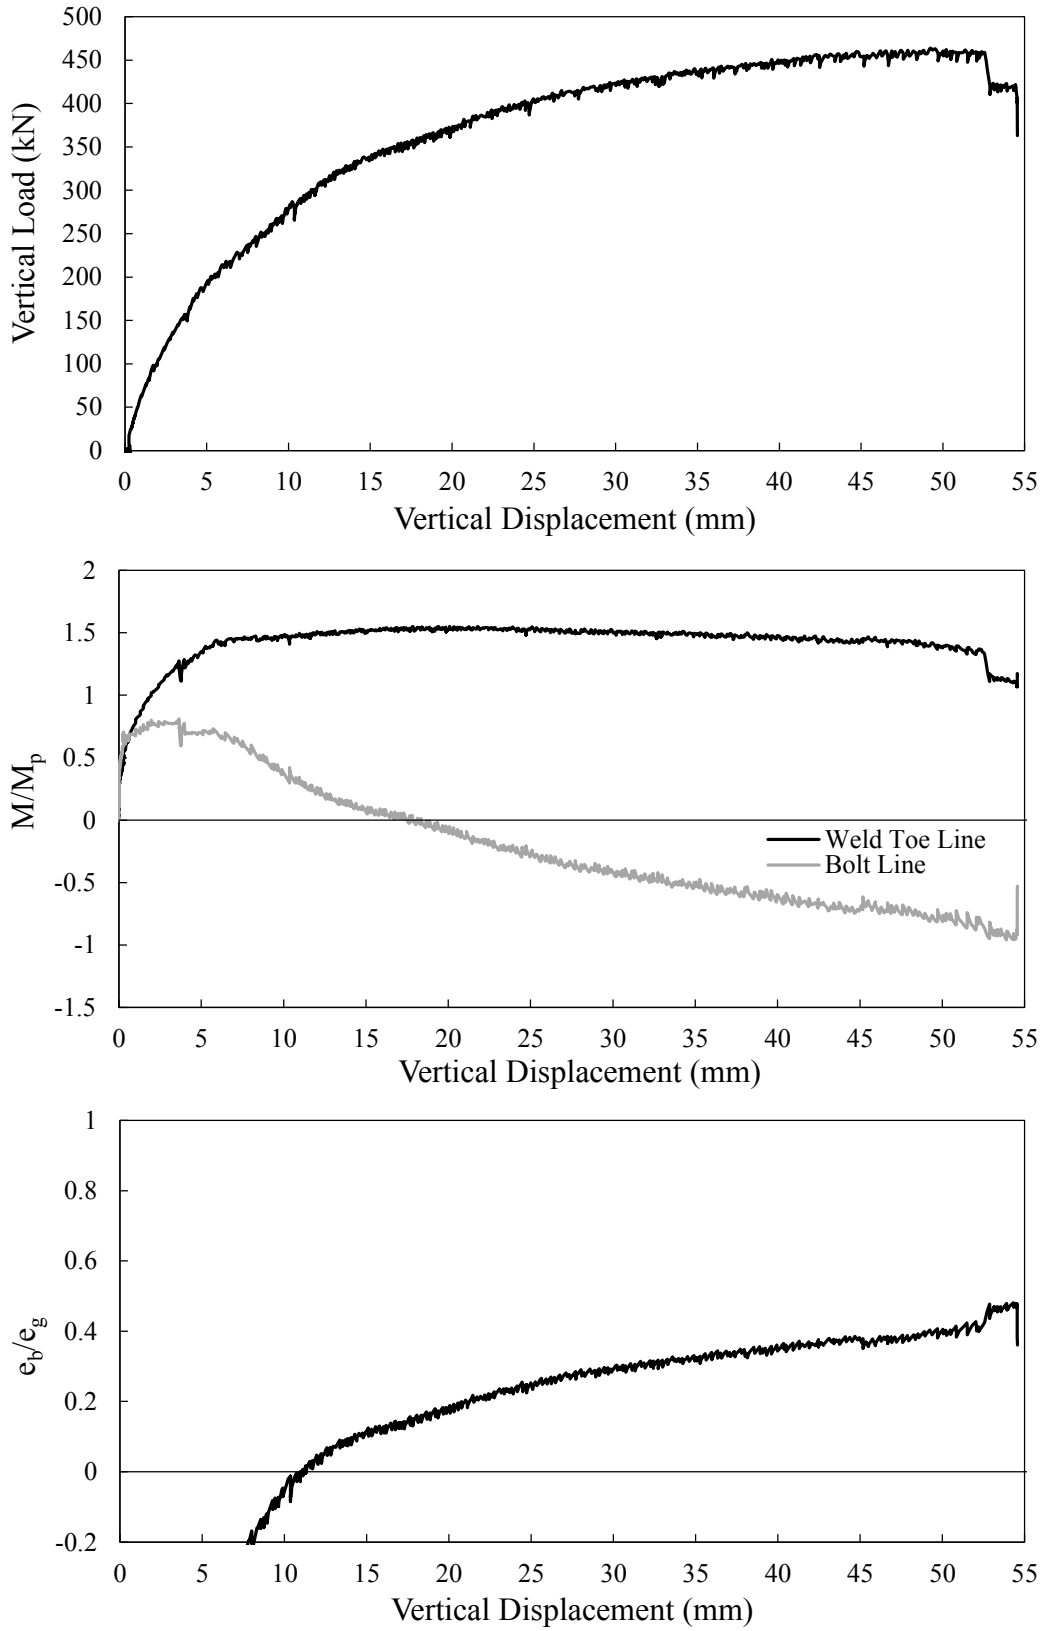 500
450
400
350
300
250
200
150
100
50
0
Vertical Load (kN)
0 5 10 15 20 25 30 35 40 45 50 55
Vertical Displacement (mm)
2
1.5
1
0.5
0
-0.5
-1
-1.5
M/Mp
Weld Toe Line
Bolt Line
0 5 10 15 20 25 30 35 40 45 50 55
Vertical Displacement (mm)
1
0.8
0.6
0.4
0.2
0
-0.2
eb/eg
0 5 10 15 20 25 30 35 40 45 50 55
Vertical Displacement (mm)